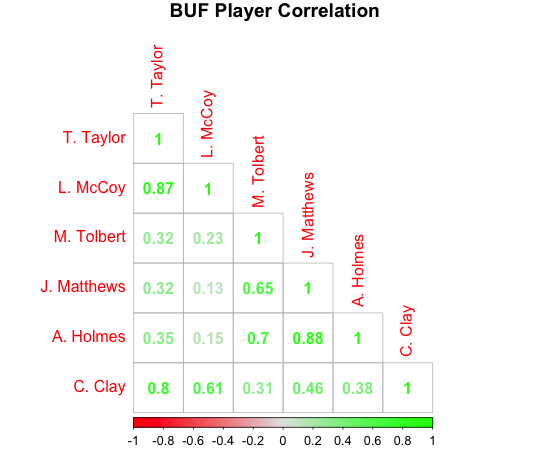 BUF Player Correlation
T. Taylor
L. McCoy
M. Tolbert
J. Matthews
A. Holmes
C. Clay
T. Taylor 1
L. McCoy 0.87 1
M. Tolbert 0.32 0.23 1
J. Matthews 0.32 0.13 0.65 1
A. Holmes 0.35 0.15 0.7 0.88 1
C. Clay 0.8 0.61 0.31 0.46 0.38 1
-1 -0.8 -0.6 -0.4 -0.2 0 0.2 0.4 0.6 0.8 1